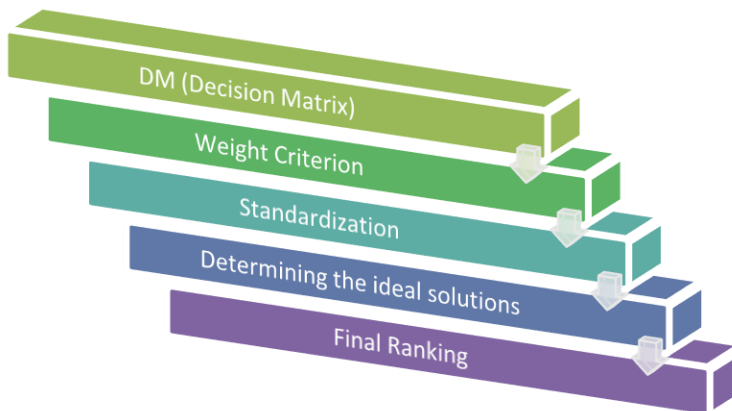 DM (Decision Matrix)
Weight Criterion
Standardization
Determining the ideal solutions
Final Ranking